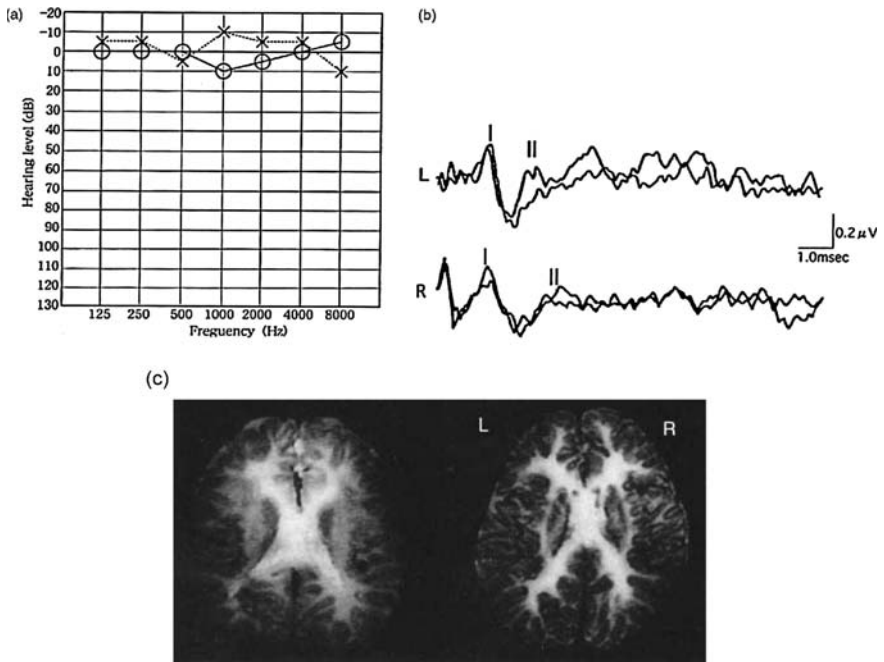 (a)
-20
-10
0
10
20
30
40
50
60
70
80
90
100
110
120
130
Hearing level (dB)
125 250 500 1000 2000 4000 8000
Freguency (Hz)
(b)
I
II
L
0.2 μV
1.0msec
I
II
R
(c)
L
R